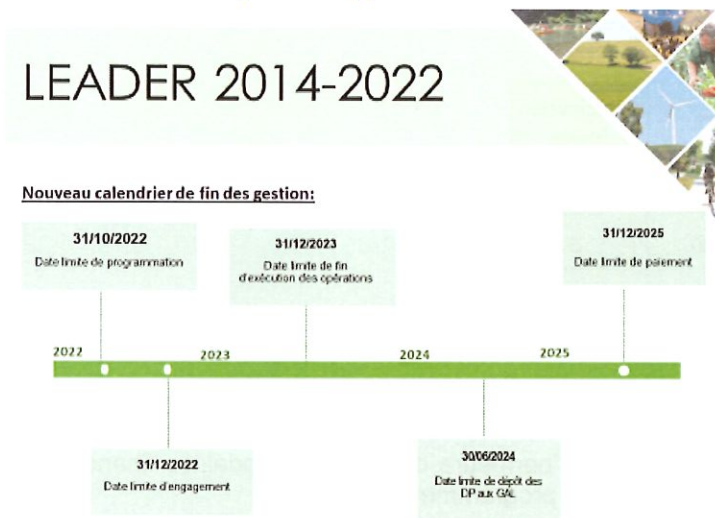 LEADER 2014-2022
Nouveau calendrier de fin des gestion:
31/10/2022
Date limite de programmation
31/12/2023
Date limite de fin
d'exécution des opérations
31/12/2025
Date limite de paiement
2022
2023
2024
2025
31/12/2022
Date limite d'engagement
30/06/2024
Date limite de dépôt des
DP aux GAL